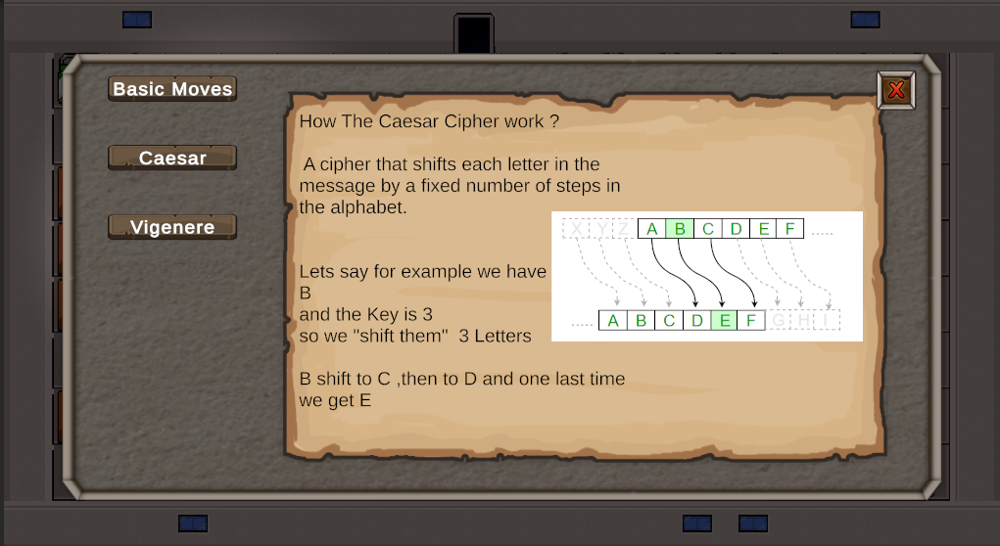 Basic Moves
Caesar
Vigenere
X
How The Caesar Cipher work ?
A cipher that shifts each letter in the
message by a fixed number of steps in
the alphabet.
Lets say for example we have
B
and the Key is 3
so we "shift them"  3 Letters
B shift to C ,then to D and one last time
we get E
X Y Z A B C D E F .....
..... A B C D E F G H I